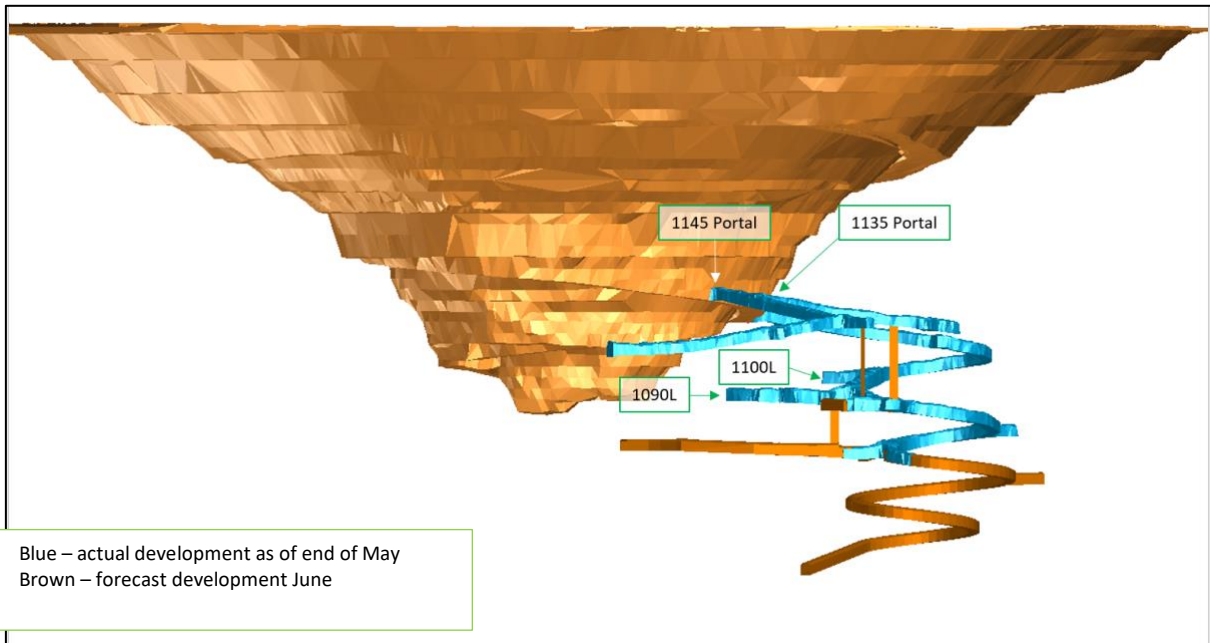 1145 Portal
1135 Portal
1100L
1090L
Blue – actual development as of end of May
Brown – forecast development June